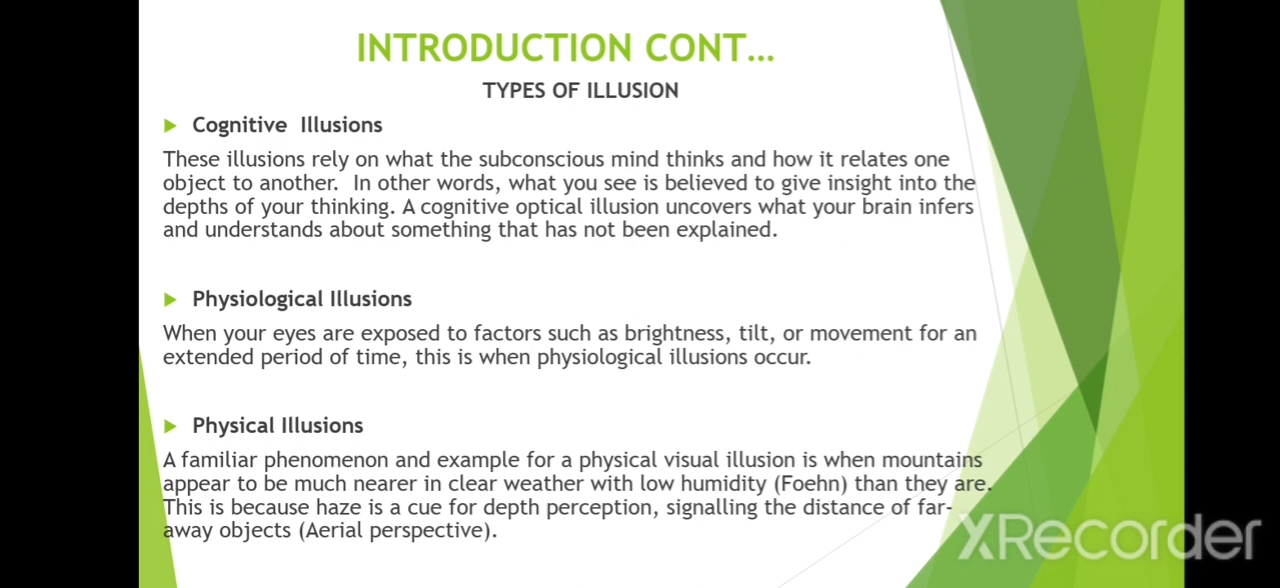 INTRODUCTION CONT…
TYPES OF ILLUSION
Cognitive Illusions
These illusions rely on what the subconscious mind thinks and how it relates one
object to another. In other words, what you see is believed to give insight into the
depths of your thinking. A cognitive optical illusion uncovers what your brain infers
and understands about something that has not been explained.
Physiological Illusions
When your eyes are exposed to factors such as brightness, tilt, or movement for an
extended period of time, this is when physiological illusions occur.
Physical Illusions
A familiar phenomenon and example for a physical visual illusion is when mountains
appear to be much nearer in clear weather with low humidity (Foehn) than they are.
This is because haze is a cue for depth perception, signalling the distance of far-
away objects (Aerial perspective).
XRecorder